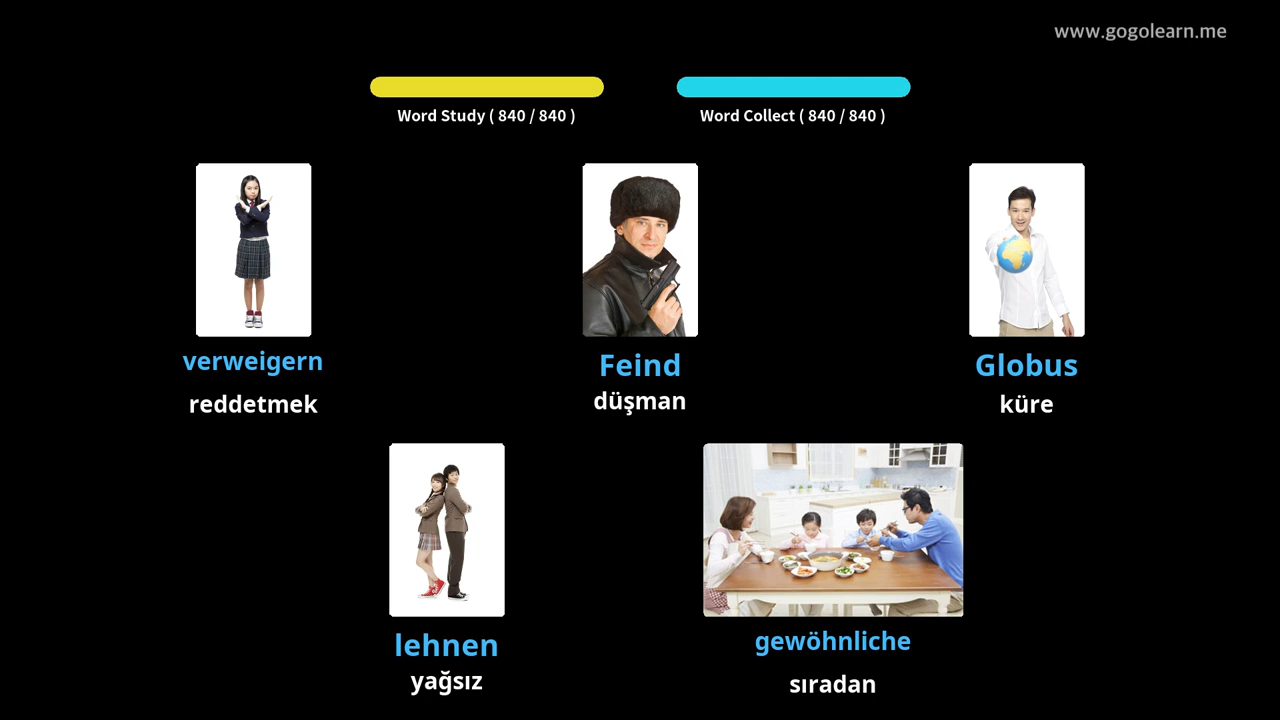 www.gogolearn.me
Word Study ( 840 / 840 )
Word Collect ( 840 / 840 )
verweigern
reddetmek
Feind
düşman
Globus
küre
lehnen
yağsız
gewöhnliche
sıradan